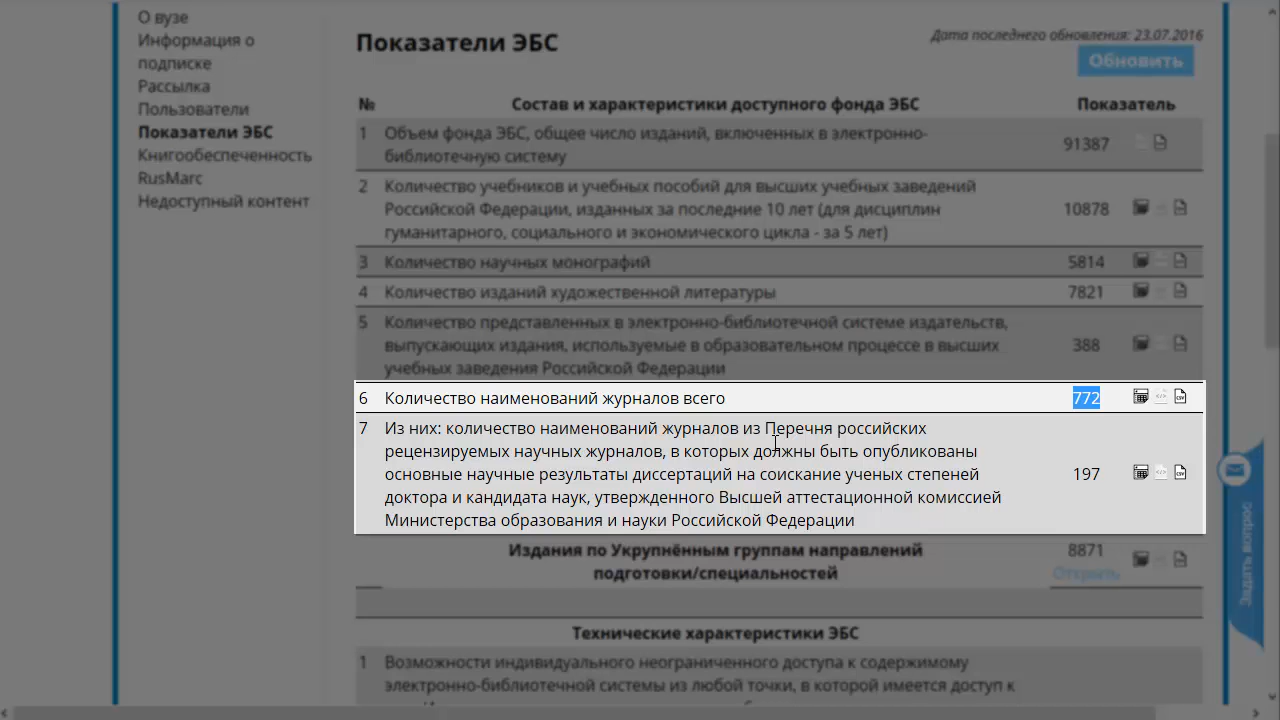 О вузе
Информация о
подписке
Рассылка
Пользователи
Показатели ЭБС
Книгообеспеченность
RusMarc
Недоступный контент
Показатели ЭБС
Дата последнего обновления: 23.07.2016
Обновить
№ Состав и характеристики доступного фонда ЭБС Показатель
1 Объем фонда ЭБС, общее число изданий, включенных в электронно-
библиотечную систему
91387
2 Количество учебников и учебных пособий для высших учебных заведений
Российской Федерации, изданных за последние 10 лет (для дисциплин
гуманитарного, социального и экономического цикла - за 5 лет)
10878
3 Количество научных монографий 5814
4 Количество изданий художественной литературы 7821
5 Количество представленных в электронно-библиотечной системе издательств,
выпускающих издания, используемые в образовательном процессе в высших
учебных заведения Российской Федерации
388
6 Количество наименований журналов всего 772
7 Из них: количество наименований журналов из Перечня российских
рецензируемых научных журналов, в которых должны быть опубликованы
основные научные результаты диссертаций на соискание ученых степеней
доктора и кандидата наук, утвержденного Высшей аттестационной комиссией
Министерства образования и науки Российской Федерации
197
Издания по Укрупнённым группам направлений
подготовки/специальностей
8871
Открыть
Технические характеристики ЭБС
1 Возможности индивидуального неограниченного доступа к содержимому
электронно-библиотечной системы из любой точки, в которой имеется доступ к
Задать вопрос